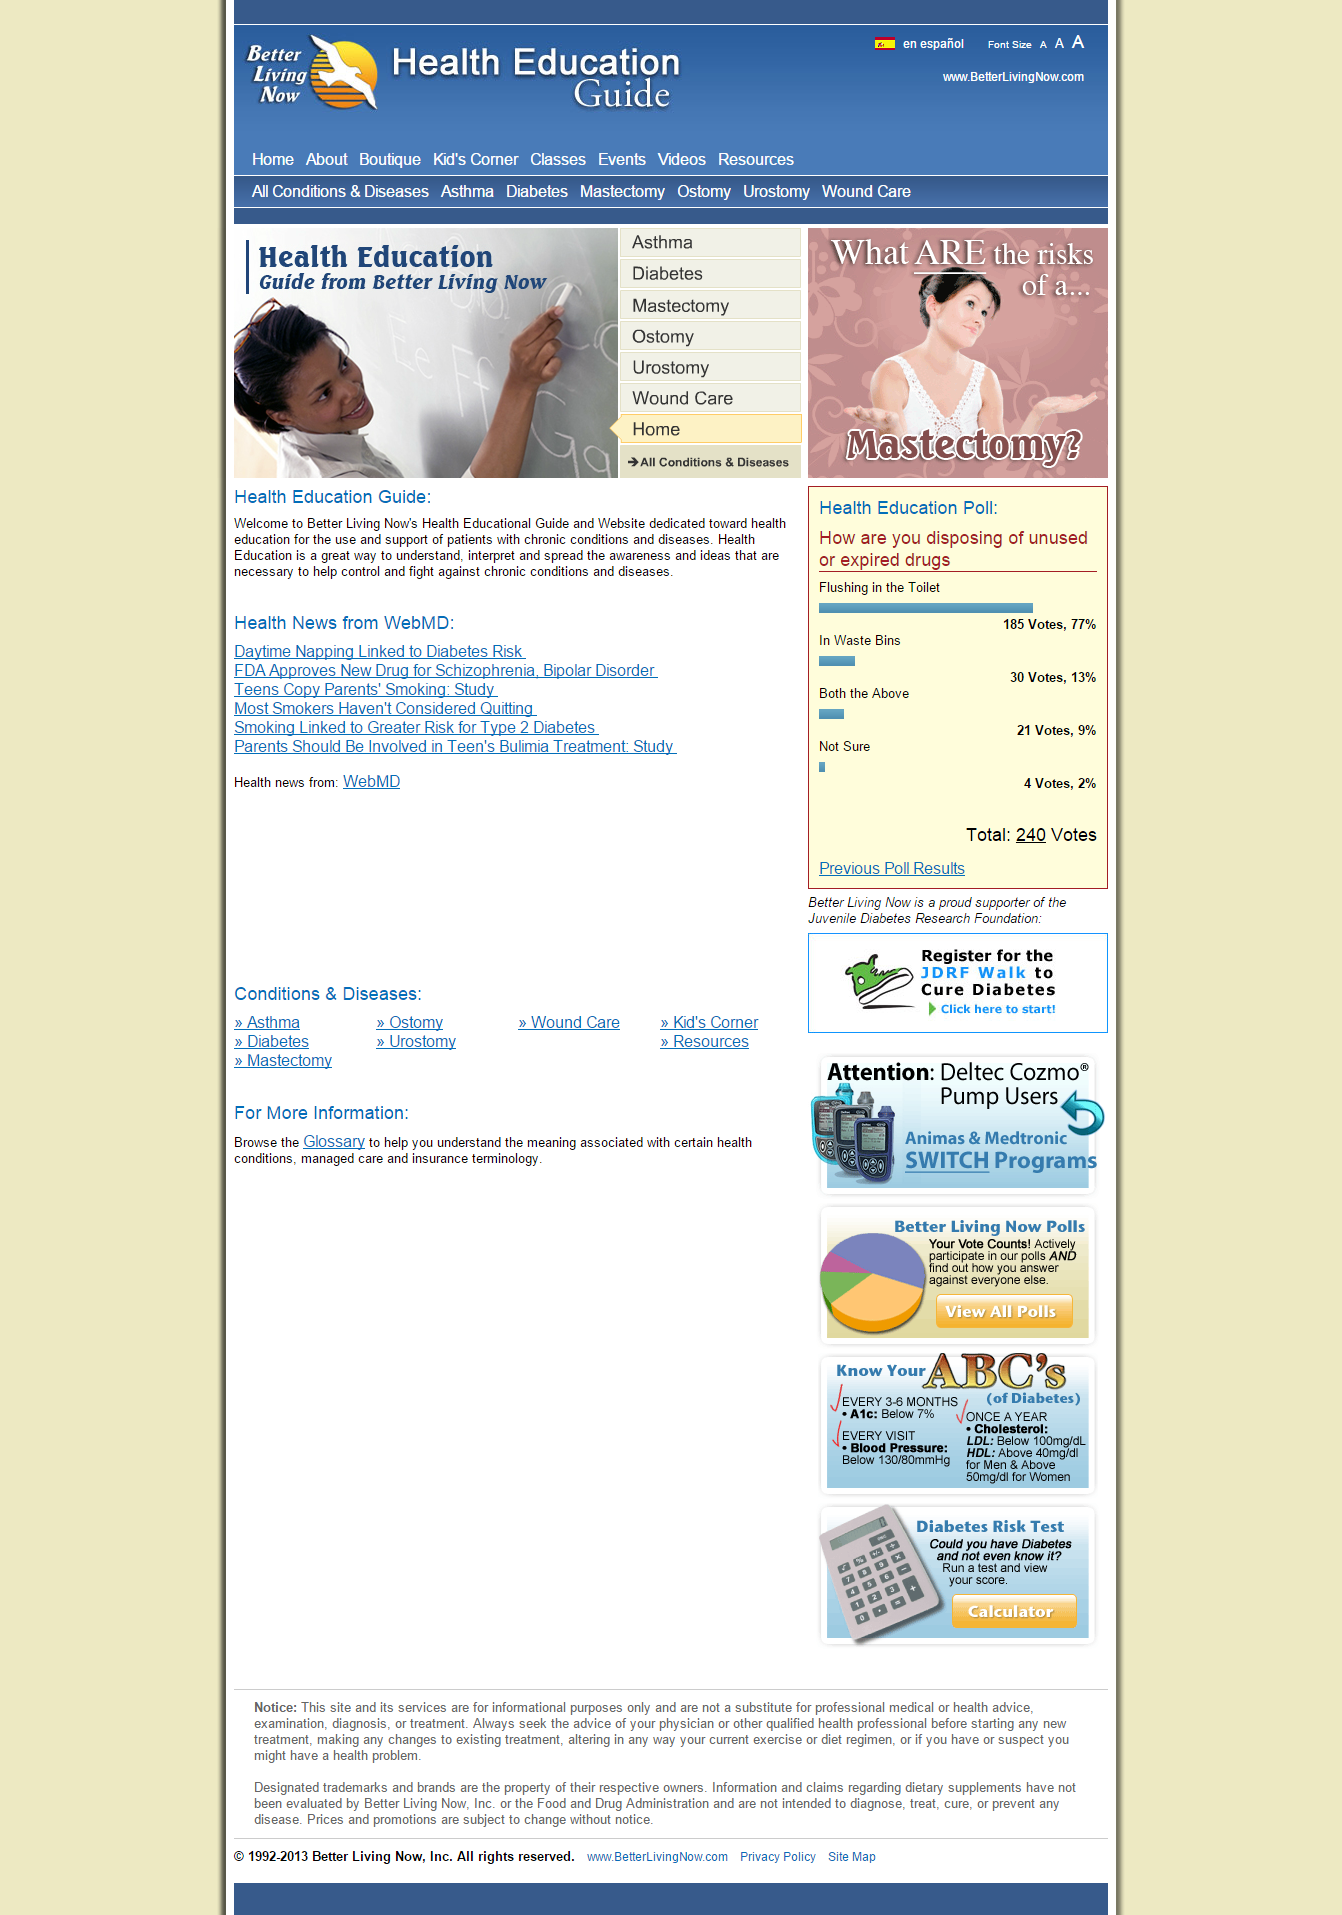 Better
Living
Now
Health Education
Guide
en español
Font Size A A A
www.BetterLivingNow.com
Home About Boutique Kid's Corner Classes Events Videos Resources
All Conditions & Diseases Asthma Diabetes Mastectomy Ostomy Urostomy Wound Care
Health Education
Guide from Better Living Now
Asthma
Diabetes
Mastectomy
Ostomy
Urostomy
Wound Care
Home
All Conditions & Diseases
What ARE the risks
of a...
Mastectomy?
Health Education Guide:
Welcome to Better Living Now's Health Educational Guide and Website dedicated toward health
education for the use and support of patients with chronic conditions and diseases. Health
Education is a great way to understand, interpret and spread the awareness and ideas that are
necessary to help control and fight against chronic conditions and diseases.
Health News from WebMD:
Daytime Napping Linked to Diabetes Risk
FDA Approves New Drug for Schizophrenia, Bipolar Disorder
Teens Copy Parents' Smoking: Study
Most Smokers Haven't Considered Quitting
Smoking Linked to Greater Risk for Type 2 Diabetes
Parents Should Be Involved in Teen's Bulimia Treatment: Study
Health news from: WebMD
Conditions & Diseases:
» Asthma » Ostomy » Wound Care » Kid's Corner
» Diabetes » Urostomy » Resources
» Mastectomy
For More Information:
Browse the Glossary to help you understand the meaning associated with certain health
conditions, managed care and insurance terminology.
Health Education Poll:
How are you disposing of unused
or expired drugs
Flushing in the Toilet
185 Votes, 77%
In Waste Bins
30 Votes, 13%
Both the Above
21 Votes, 9%
Not Sure
4 Votes, 2%
Total: 240 Votes
Previous Poll Results
Better Living Now is a proud supporter of the
Juvenile Diabetes Research Foundation:
Register for the
JDRF Walk to
Cure Diabetes
Click here to start!
Attention: Deltec Cozmo®
Pump Users
Animas & Medtronic
SWITCH Programs
Better Living Now Polls
Your Vote Counts! Actively
participate in our polls AND
find out how you answer
against everyone else.
View All Polls
Know Your ABC's
(of Diabetes)
EVERY 3-6 MONTHS
• A1c: Below 7%
EVERY VISIT
• Blood Pressure:
Below 130/80mmHg
ONCE A YEAR
• Cholesterol:
LDL: Below 100mg/dL
HDL: Above 40mg/dl
for Men & Above
50mg/dl for Women
Diabetes Risk Test
Could you have Diabetes
and not even know it?
Run a test and view
your score.
Calculator
Notice: This site and its services are for informational purposes only and are not a substitute for professional medical or health advice,
examination, diagnosis, or treatment. Always seek the advice of your physician or other qualified health professional before starting any new
treatment, making any changes to existing treatment, altering in any way your current exercise or diet regimen, or if you have or suspect you
might have a health problem.
Designated trademarks and brands are the property of their respective owners. Information and claims regarding dietary supplements have not
been evaluated by Better Living Now, Inc. or the Food and Drug Administration and are not intended to diagnose, treat, cure, or prevent any
disease. Prices and promotions are subject to change without notice.
© 1992-2013 Better Living Now, Inc. All rights reserved. www.BetterLivingNow.com Privacy Policy Site Map